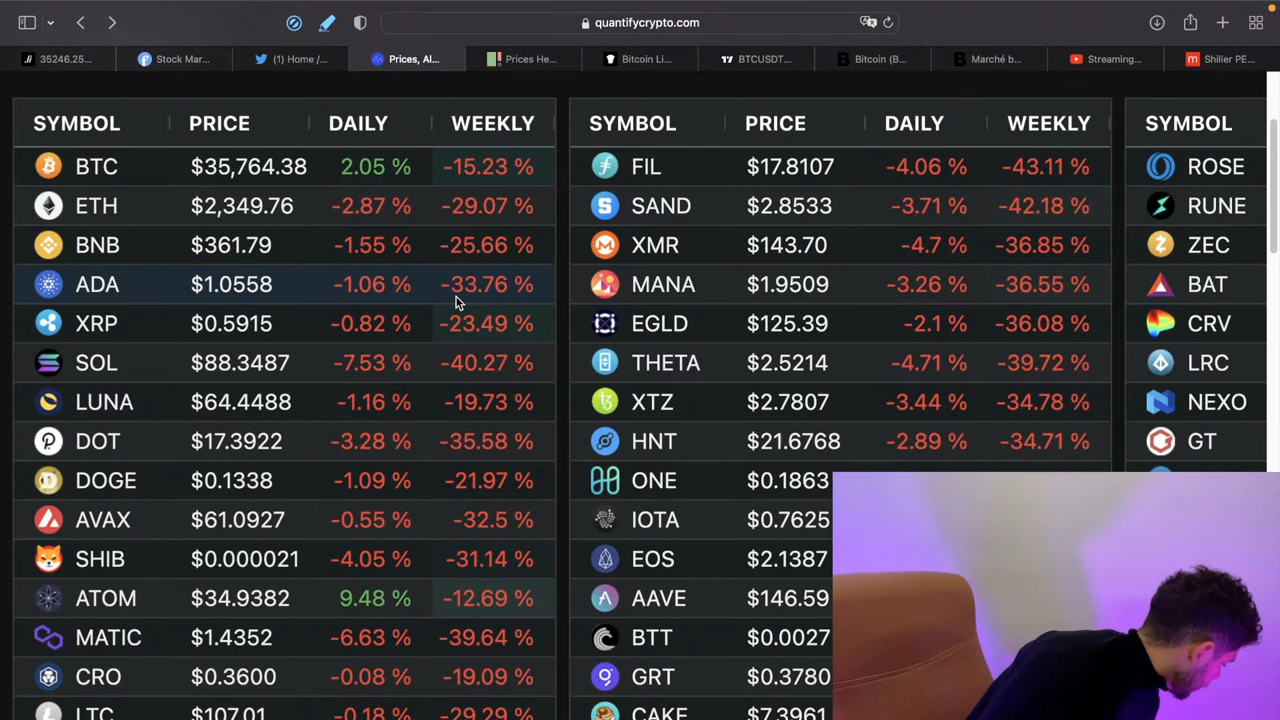 quantifycrypto.com
35246.25...
Stock Mar...
(1) Home /...
Prices, Al...
Prices He...
Bitcoin Li...
BTCUSDT...
Bitcoin (B...
Marché b...
Streaming...
Shiller PE...
SYMBOL PRICE DAILY WEEKLY SYMBOL PRICE DAILY WEEKLY SYMBOL
BTC $35,764.38 2.05 % -15.23 % FIL $17.8107 -4.06 % -43.11 % ROSE
ETH $2,349.76 -2.87 % -29.07 % SAND $2.8533 -3.71 % -42.18 % RUNE
BNB $361.79 -1.55 % -25.66 % XMR $143.70 -4.7 % -36.85 % ZEC
ADA $1.0558 -1.06 % -33.76 % MANA $1.9509 -3.26 % -36.55 % BAT
XRP $0.5915 -0.82 % -23.49 % EGLD $125.39 -2.1 % -36.08 % CRV
SOL $88.3487 -7.53 % -40.27 % THETA $2.5214 -4.71 % -39.72 % LRC
LUNA $64.4488 -1.16 % -19.73 % XTZ $2.7807 -3.44 % -34.78 % NEXO
DOT $17.3922 -3.28 % -35.58 % HNT $21.6768 -2.89 % -34.71 % GT
DOGE $0.1338 -1.09 % -21.97 % ONE $0.1863
AVAX $61.0927 -0.55 % -32.5 % IOTA $0.7625
SHIB $0.000021 -4.05 % -31.14 % EOS $2.1387
ATOM $34.9382 9.48 % -12.69 % AAVE $146.59
MATIC $1.4352 -6.63 % -39.64 % BTT $0.0027
CRO $0.3600 -0.08 % -19.09 % GRT $0.3780
LTC $107.01 -0.18 % -29.29 % CAKE $7.3961